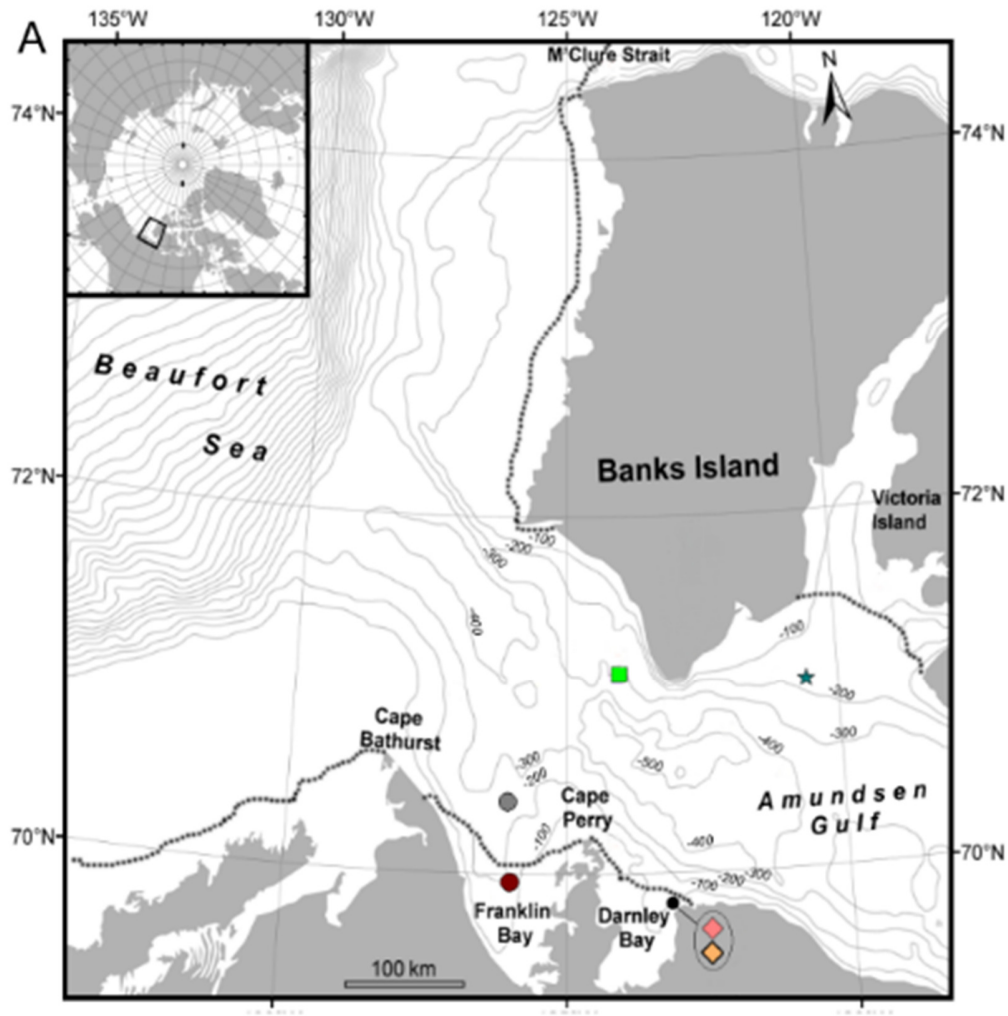 135°W
130°W
125°W
120°W
A
M'Clure Strait
N
74°N
74°N
Beaufort
Sea
72°N
72°N
Banks Island
Victoria
Island
-100
-200
-300
-400
-100
-200
-300
-400
-500
Cape
Bathurst
-300
-200
-100
Cape
Perry
Amundsen
Gulf
70°N
70°N
-400
-300
-200
-100
Franklin
Bay
Darnley
Bay
100 km